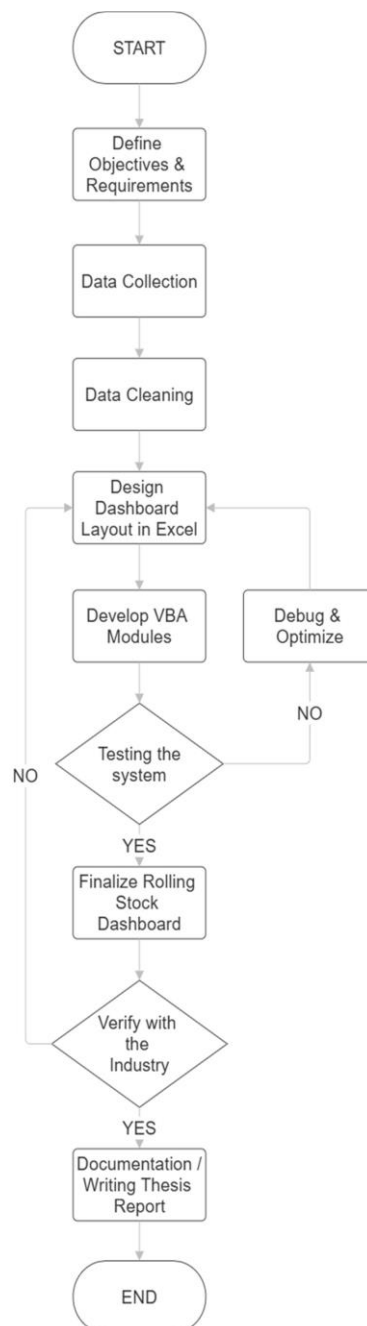 START
Define
Objectives &
Requirements
Data Collection
Data Cleaning
Design
Dashboard
Layout in Excel
Develop VBA
Modules
Debug &
Optimize
NO
Testing the
system
NO
YES
Finalize Rolling
Stock
Dashboard
Verify with
the
Industry
YES
Documentation /
Writing Thesis
Report
END